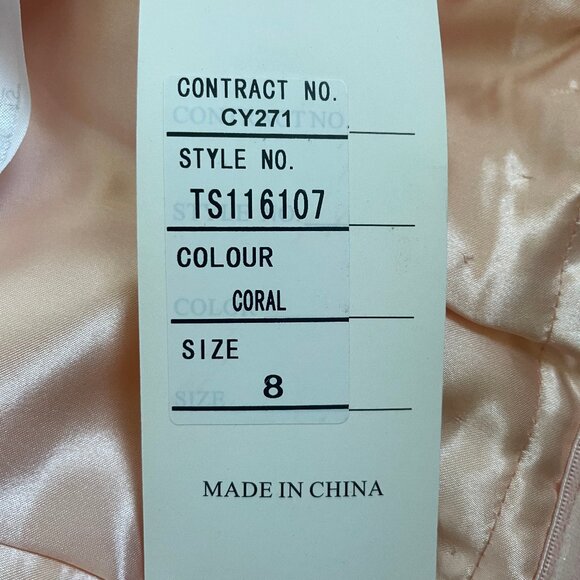 CONTRACT NO.
CY271
STYLE NO.
TS116107
COLOUR
CORAL
SIZE
8
MADE IN CHINA